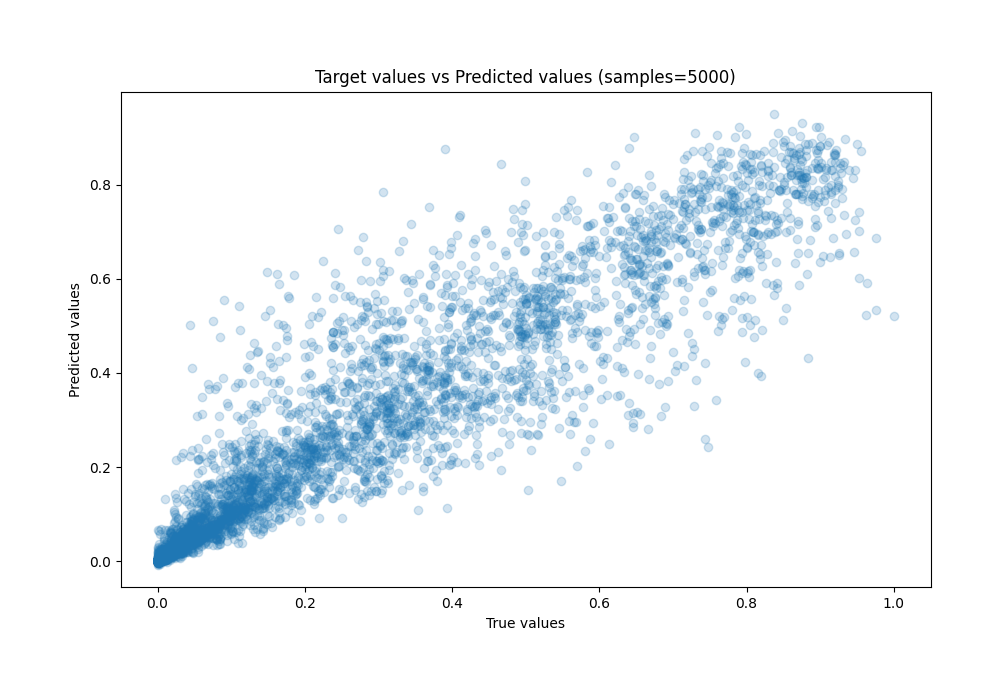 Target values vs Predicted values (samples=5000)
Predicted values
0.8
0.6
0.4
0.2
0.0
0.0 0.2 0.4 0.6 0.8 1.0
True values